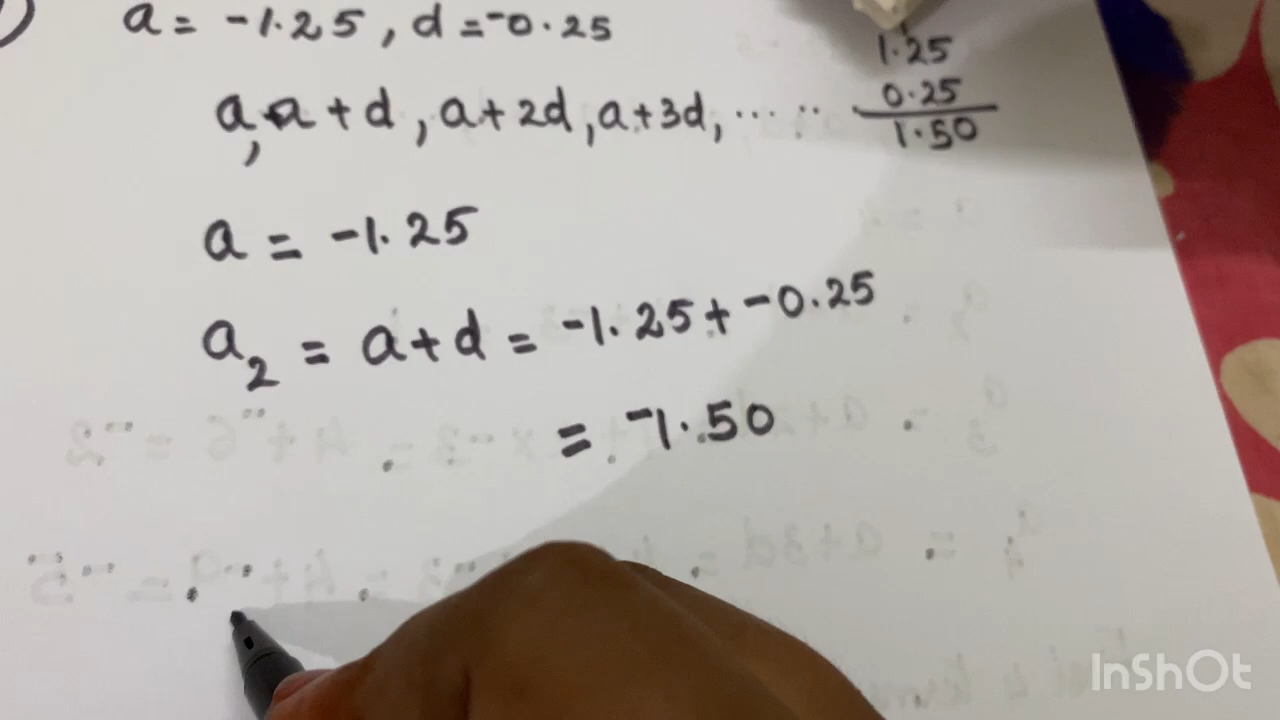 a = -1.25, d = -0.25
a, a + d, a + 2d, a + 3d, ......
1.25
0.25
1.50
a = -1.25
a2 = a + d = -1.25 + -0.25
= -1.50
InShOt